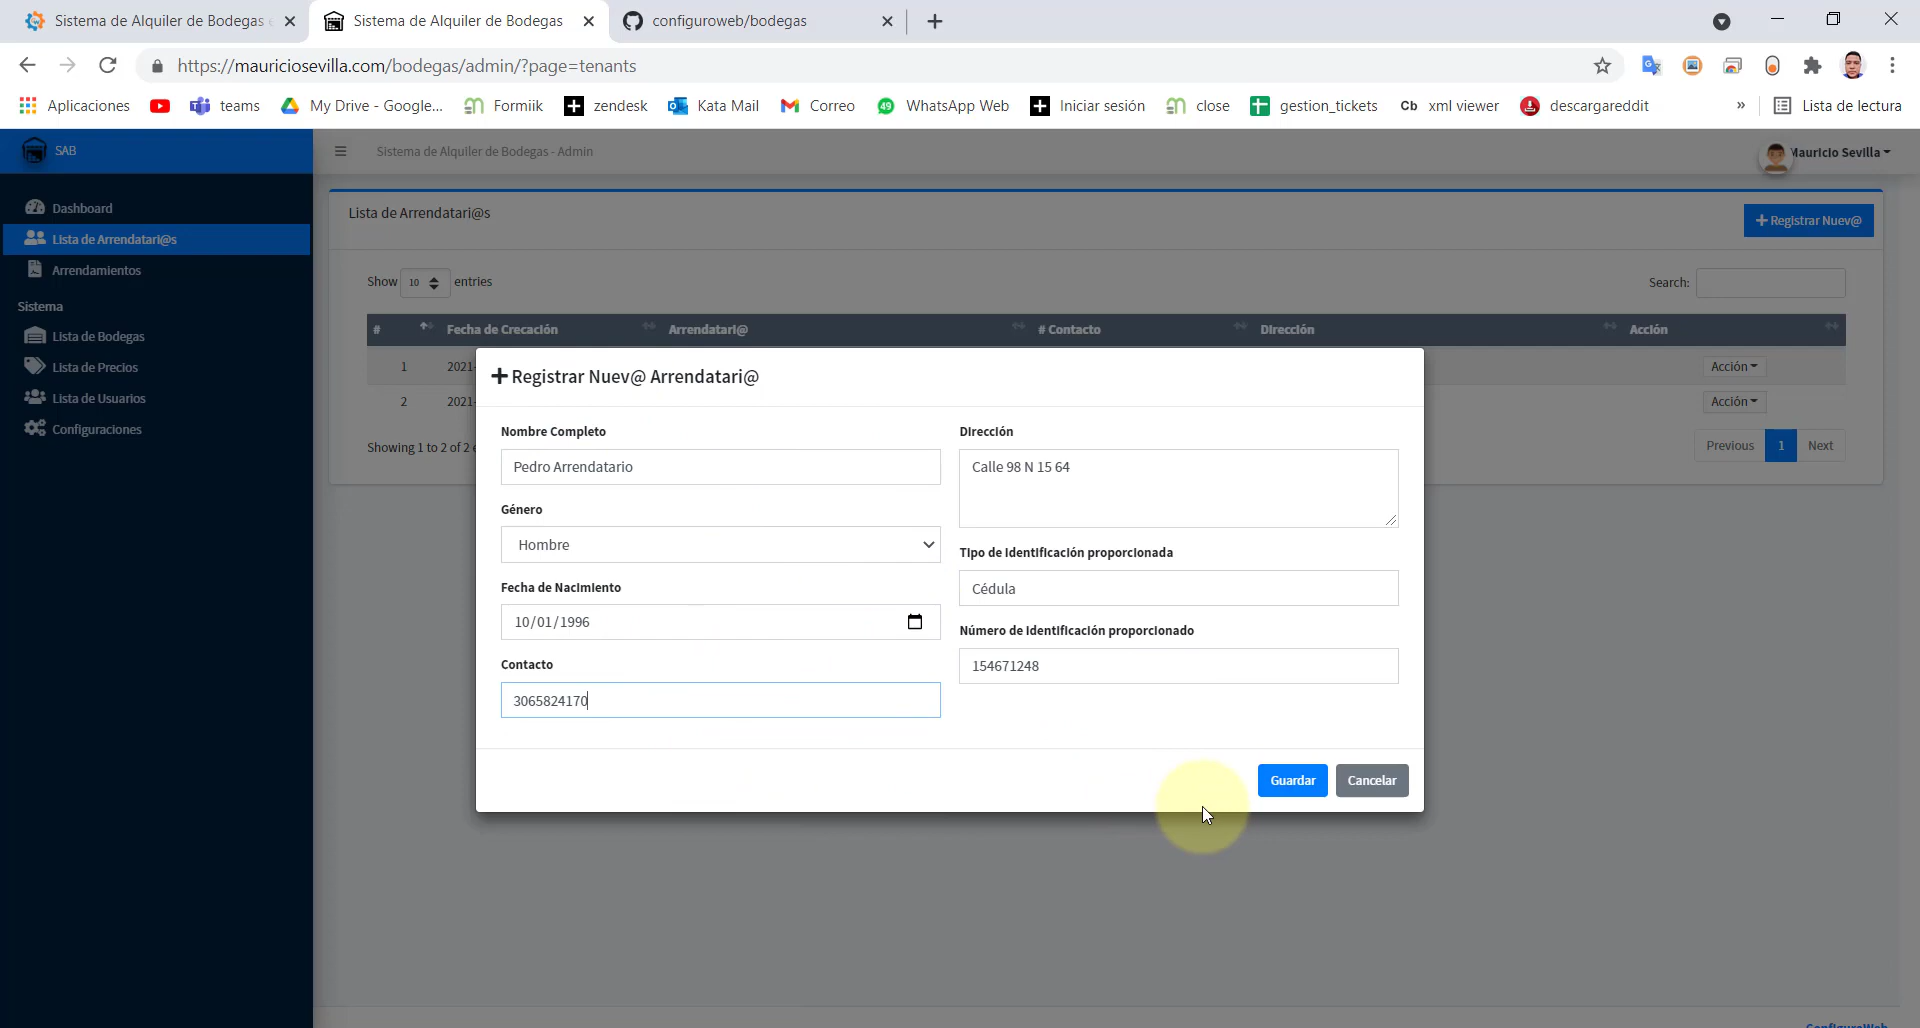 Sistema de Alquiler de Bodegas
Sistema de Alquiler de Bodegas
configuroweb/bodegas
https://mauriciosevilla.com/bodegas/admin/?page=tenants
Aplicaciones
teams
My Drive - Google...
Formiik
zendesk
Kata Mail
Correo
49
WhatsApp Web
Iniciar sesión
close
gestion_tickets
Cb
xml viewer
descargareddit
»
Lista de lectura
SAB
Sistema de Alquiler de Bodegas - Admin
Mauricio Sevilla
Dashboard
Lista de Arrendatari@s
Arrendamientos
Sistema
Lista de Bodegas
Lista de Precios
Lista de Usuarios
Configuraciones
Lista de Arrendatari@s
Registrar Nuev@
Show 10 entries
Search:
# Fecha de Crecación Arrendatari@ # Contacto Dirección Acción
1 2021- Acción
2 2021- Acción
Showing 1 to 2 of 2
Previous 1 Next
Registrar Nuev@ Arrendatari@
Nombre Completo
Pedro Arrendatario
Género
Hombre
Fecha de Nacimiento
10/01/1996
Contacto
3065824170
Dirección
Calle 98 N 15 64
Tipo de identificación proporcionada
Cédula
Número de identificación proporcionado
154671248
Guardar
Cancelar
ConfiguroWeb